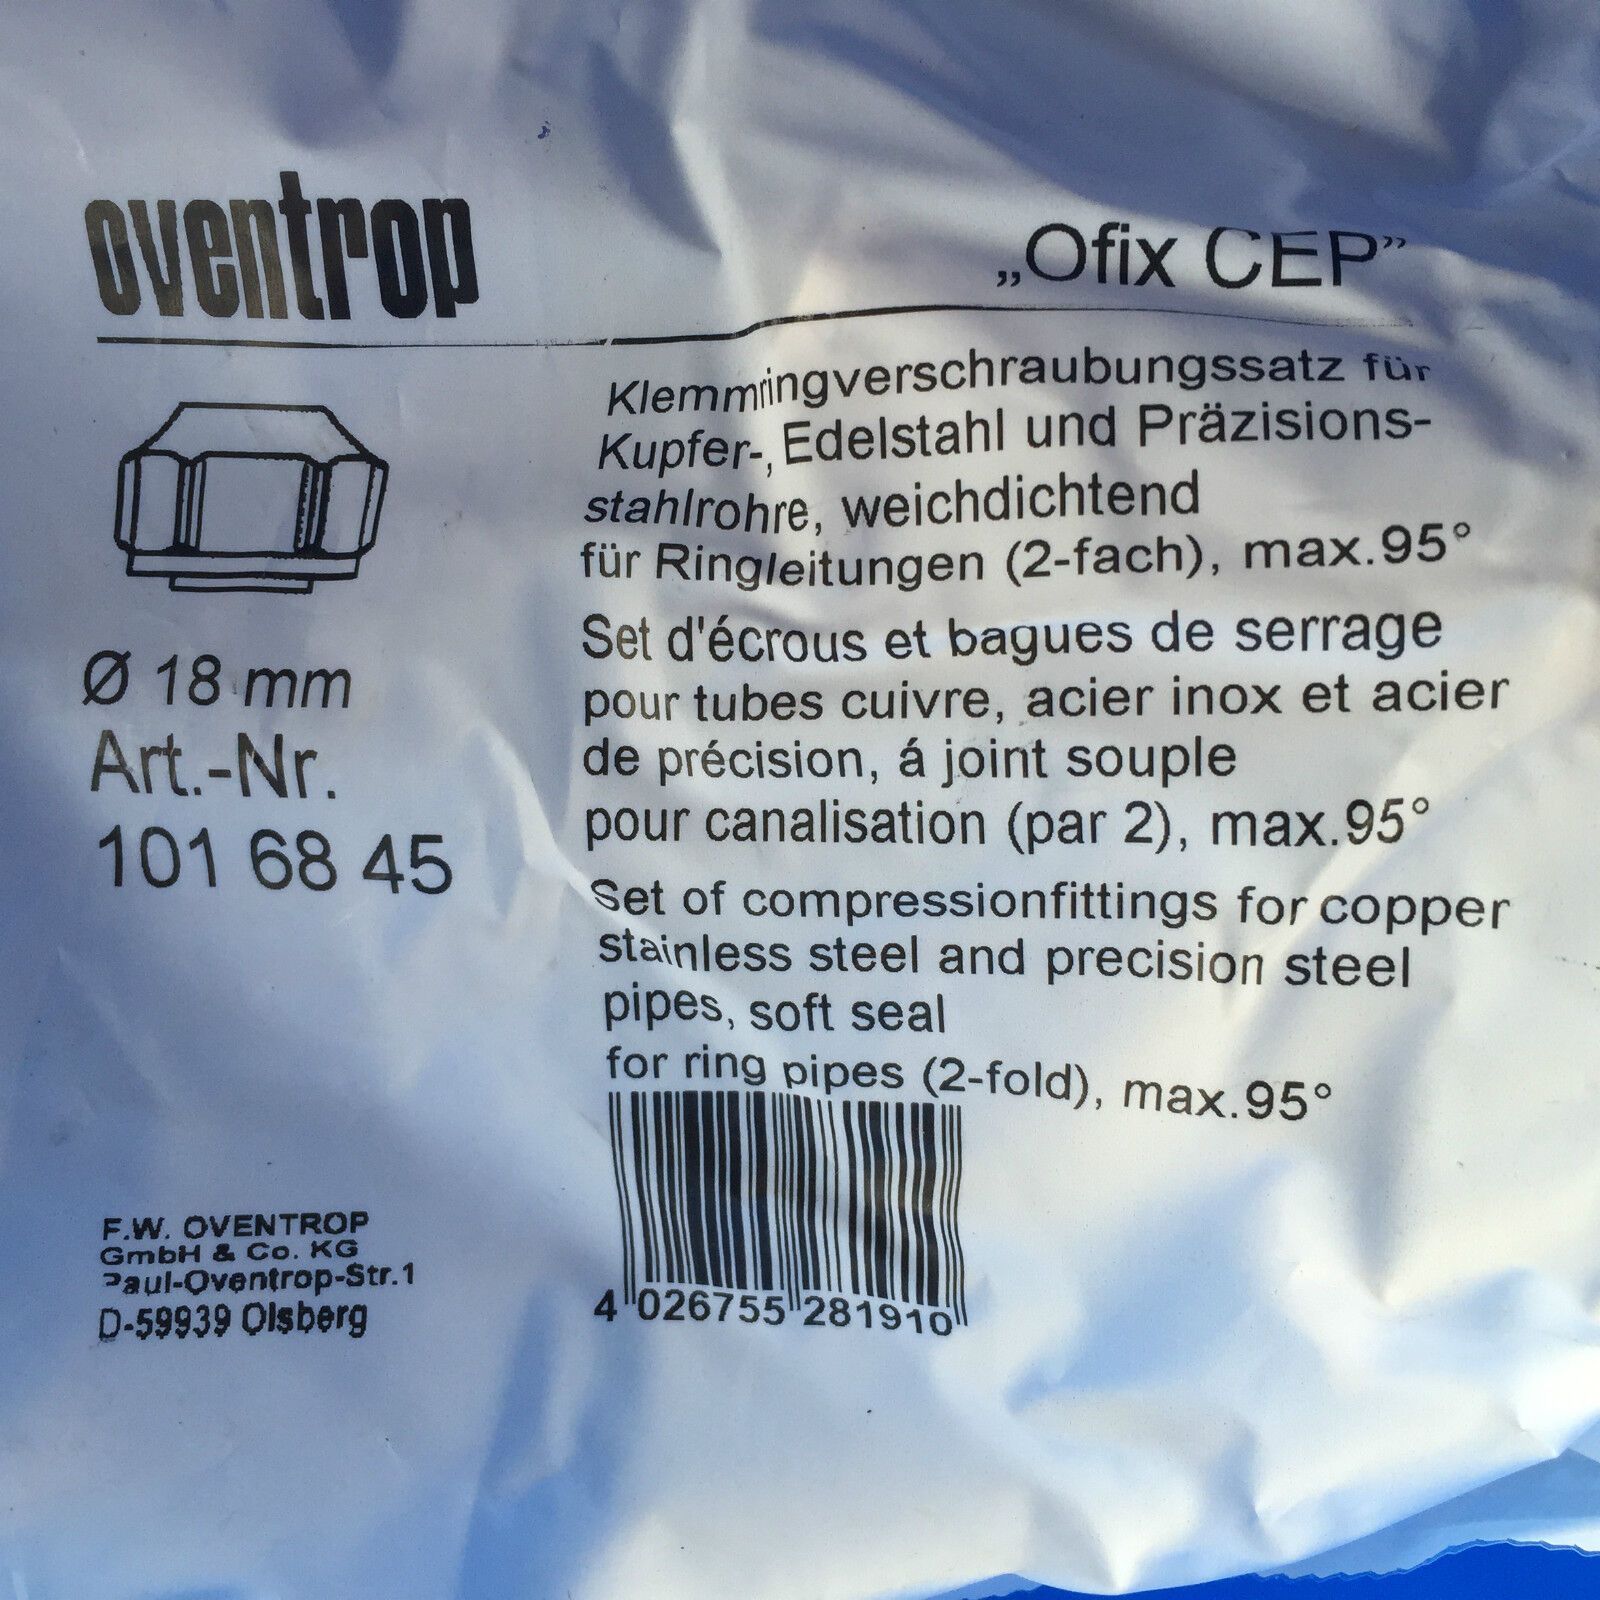 oventrop
„Ofix CEP”
Klemmringverschraubungssatz für
Kupfer-, Edelstahl und Präzisions-
stahlrohre, weichdichtend
für Ringleitungen (2-fach), max.95°
Set d'écrous et bagues de serrage
pour tubes cuivre, acier inox et acier
de précision, á joint souple
pour canalisation (par 2), max.95°
Set of compressionfittings for copper
stainless steel and precision steel
pipes, soft seal
for ring pipes (2-fold), max.95°
Ø 18 mm
Art.-Nr.
101 68 45
F.W. OVENTROP
GmbH & Co. KG
Paul-Oventrop-Str.1
D-59939 Olsberg
4 026755 281910